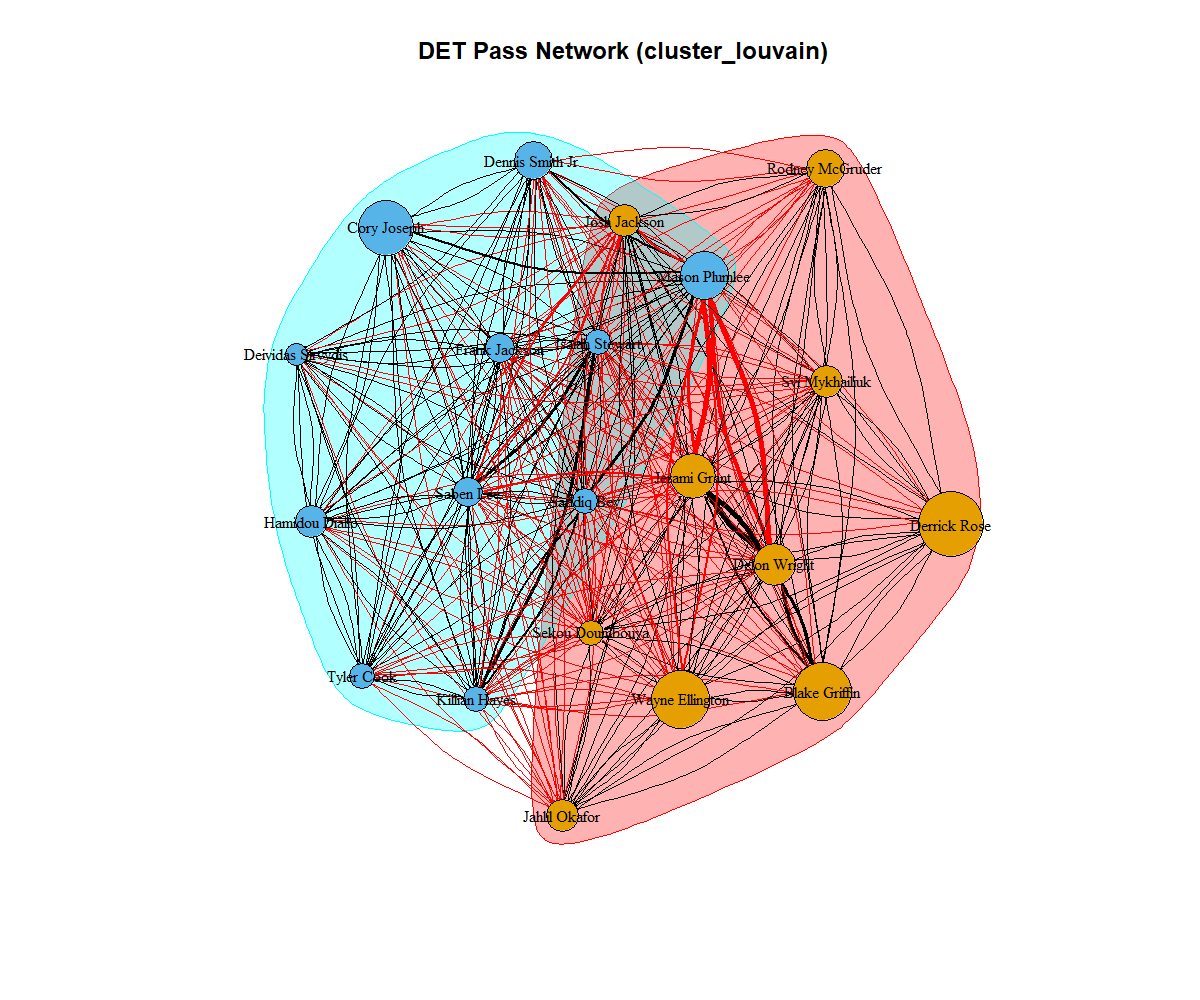 DET Pass Network (cluster_louvain)
Dennis Smith Jr
Rodney McGruder
Josh Jackson
Cory Joseph
Mason Plumlee
Isaiah Stewart
Frank Jackson
Deividas Sirvydis
Svi Mykhailiuk
Jerami Grant
Saben Lee
Saddiq Bey
Hamidou Diallo
Derrick Rose
Delon Wright
Sekou Doumbouya
Tyler Cook
Killian Hayes
Wayne Ellington
Blake Griffin
Jahlil Okafor